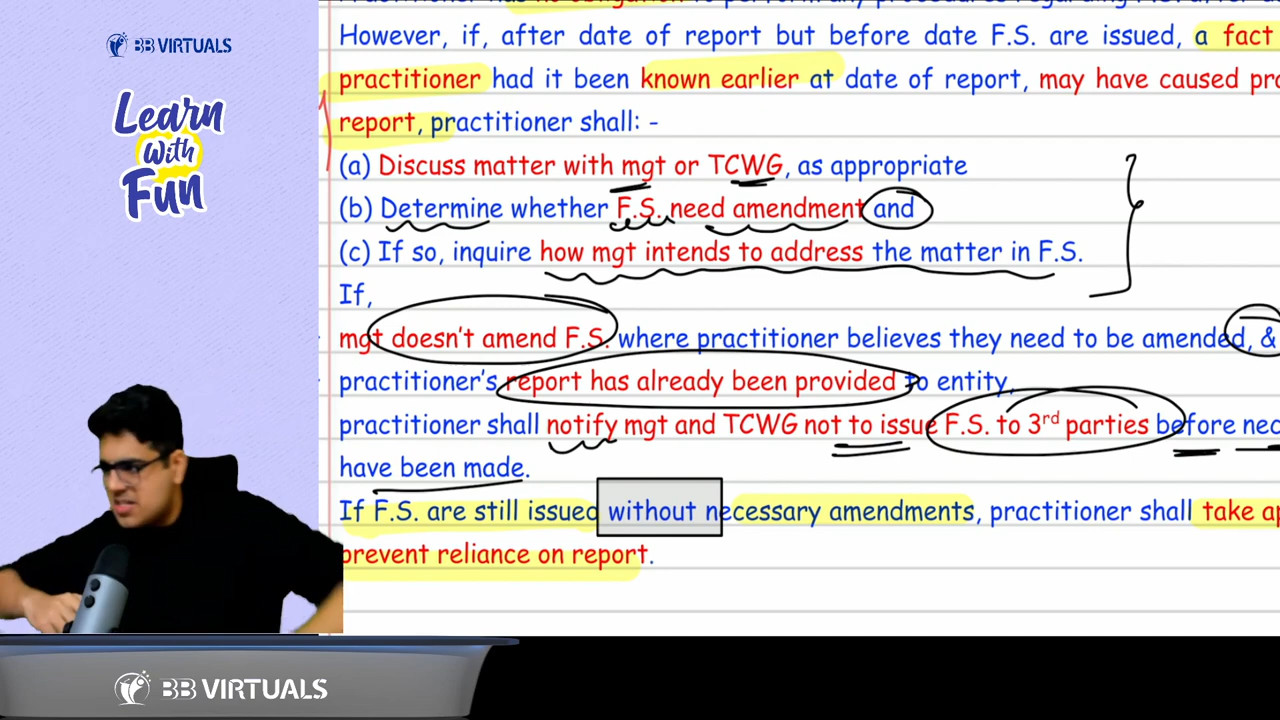 BB VIRTUALS
Learn
With
Fun
However, if, after date of report but before date F.S. are issued, a fact
practitioner had it been known earlier at date of report, may have caused
report, practitioner shall: -
(a) Discuss matter with mgt or TCWG, as appropriate
(b) Determine whether F.S. need amendment and
(c) If so, inquire how mgt intends to address the matter in F.S.
If,
mgt doesn't amend F.S. where practitioner believes they need to be amended, &
practitioner's report has already been provided to entity,
practitioner shall notify mgt and TCWG not to issue F.S. to 3rd parties before
have been made.
If F.S. are still issued without necessary amendments, practitioner shall take
prevent reliance on report.
BB VIRTUALS